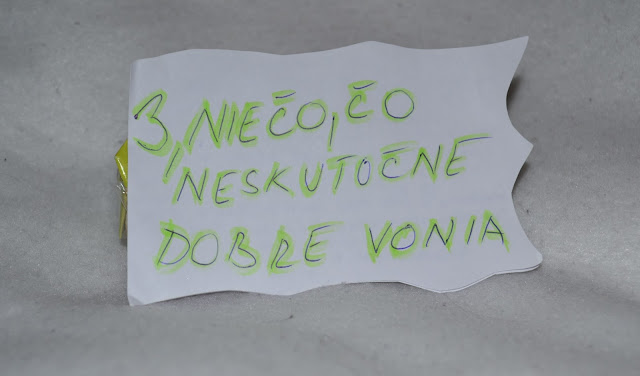 3, NIEČO, ČO
NESKUTOČNE
DOBRE VONIA